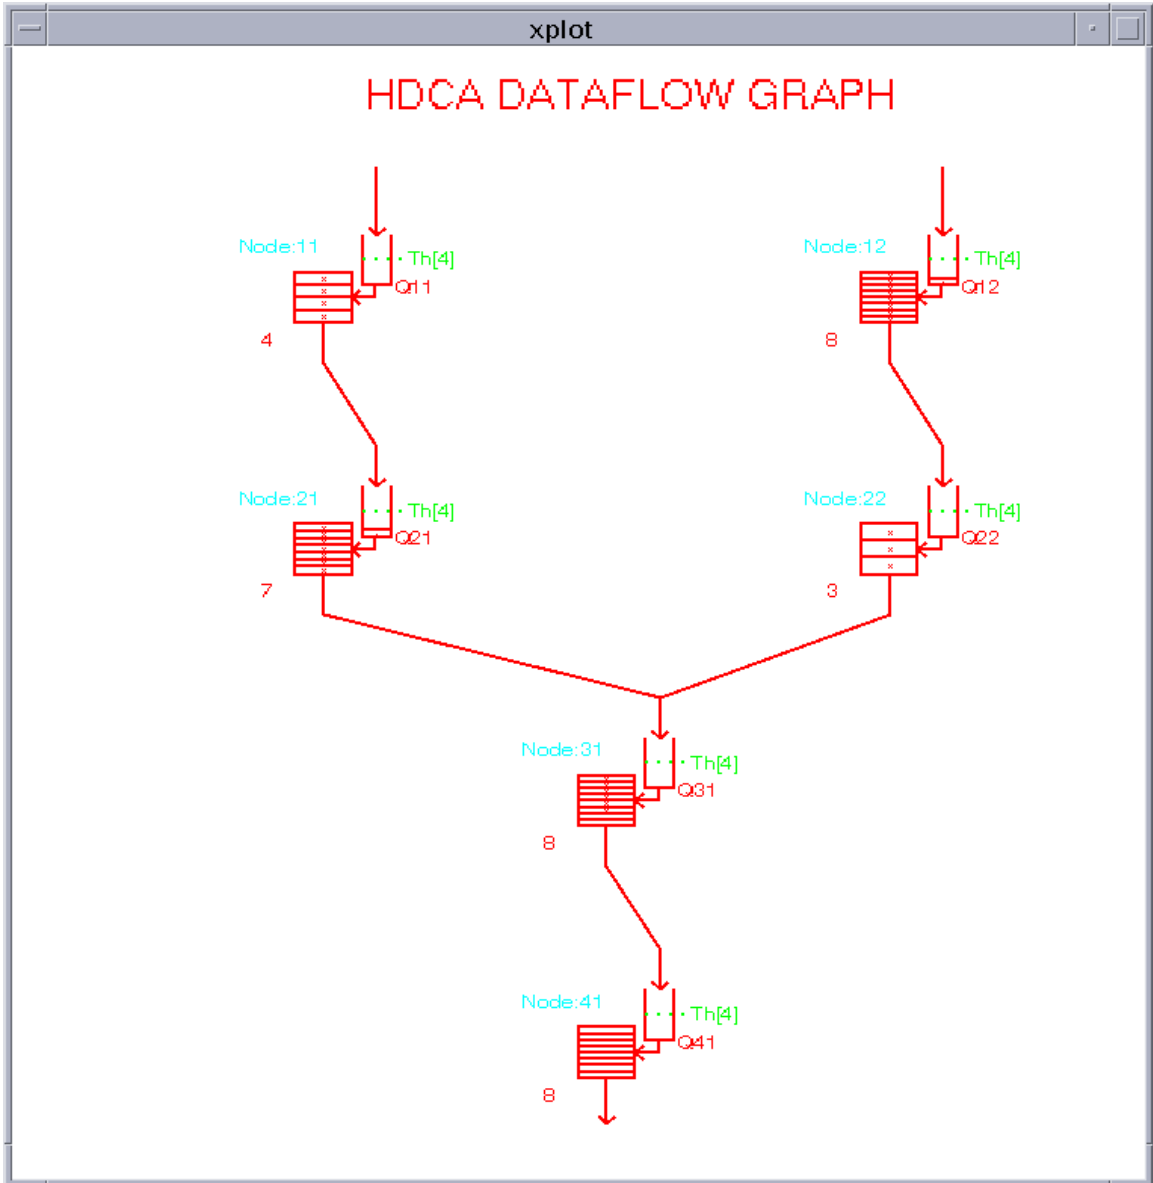 xplot
HDCA DATAFLOW GRAPH
Node:11
Th[4]
Q11
4
Node:12
Th[4]
Q12
8
Node:21
Th[4]
Q21
7
Node:22
Th[4]
Q22
3
Node:31
Th[4]
Q31
8
Node:41
Th[4]
Q41
8